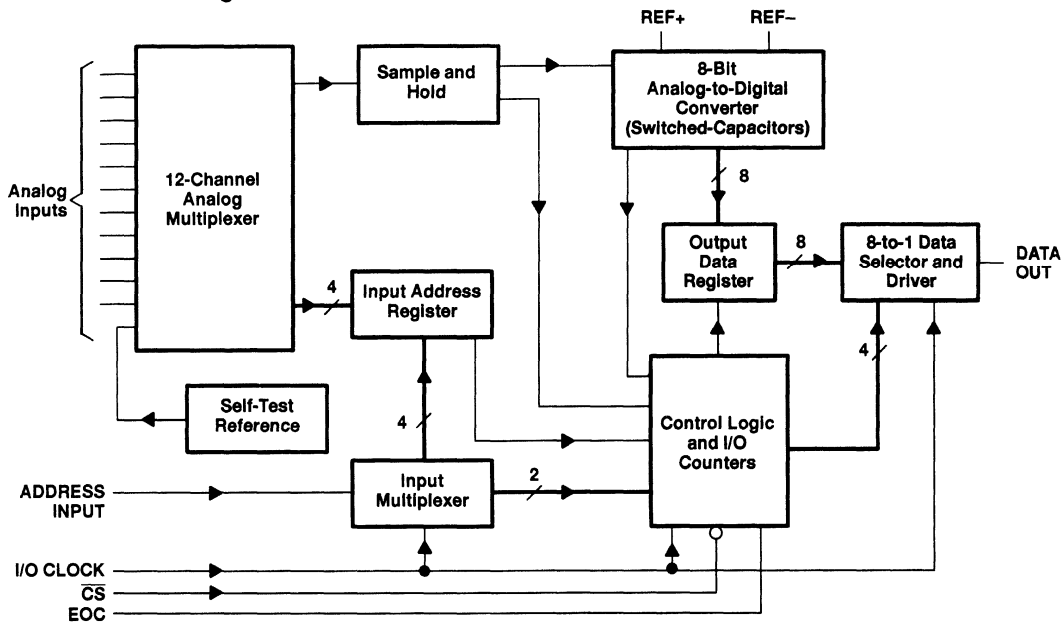 REF+ REF−
8-Bit
Analog-to-Digital
Converter
(Switched-Capacitors)
Sample and
Hold
12-Channel
Analog
Multiplexer
Analog
Inputs
8
Output
Data
Register
8
8-to-1 Data
Selector and
Driver
DATA
OUT
4
Input Address
Register
4
Self-Test
Reference
4
Control Logic
and I/O
Counters
ADDRESS
INPUT
Input
Multiplexer
2
I/O CLOCK
CS
EOC